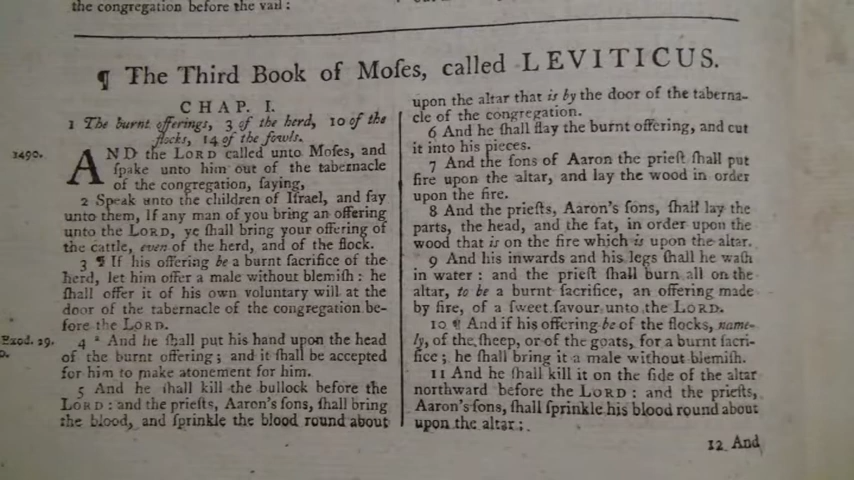 the congregation before the vail:
¶ The Third Book of Moſes, called LEVITICUS.
CHAP. I.
1 The burnt offerings, 3 of the herd, 10 of the
flocks, 14 of the fowls.
1490.
AND the LORD called unto Moſes, and
ſpake unto him out of the tabernacle
of the congregation, ſaying,
2 Speak unto the children of Iſrael, and ſay
unto them, If any man of you bring an offering
unto the LORD, ye ſhall bring your offering of
the cattle, even of the herd, and of the flock.
3 ¶ If his offering be a burnt ſacrifice of the
herd, let him offer a male without blemiſh: he
ſhall offer it of his own voluntary will at the
door of the tabernacle of the congregation be-
fore the LORD.
Exod. 29.
4 ª And he ſhall put his hand upon the head
of the burnt offering; and it ſhall be accepted
for him to make atonement for him.
5 And he ſhall kill the bullock before the
LORD: and the prieſts, Aaron's ſons, ſhall bring
the blood, and ſprinkle the blood round about
upon the altar that is by the door of the taberna-
cle of the congregation.
6 And he ſhall flay the burnt offering, and cut
it into his pieces.
7 And the ſons of Aaron the prieſt ſhall put
fire upon the altar, and lay the wood in order
upon the fire.
8 And the prieſts, Aaron's ſons, ſhall lay the
parts, the head, and the fat, in order upon the
wood that is on the fire which is upon the altar.
9 And his inwards and his legs ſhall he waſh
in water: and the prieſt ſhall burn all on the
altar, to be a burnt ſacrifice, an offering made
by fire, of a ſweet ſavour unto the LORD.
10 ¶ And if his offering be of the flocks, name-
ly, of the ſheep, or of the goats, for a burnt ſacri-
fice; he ſhall bring it a male without blemiſh.
11 And he ſhall kill it on the ſide of the altar
northward before the LORD: and the prieſts,
Aaron's ſons, ſhall ſprinkle his blood round about
upon the altar:
12 And